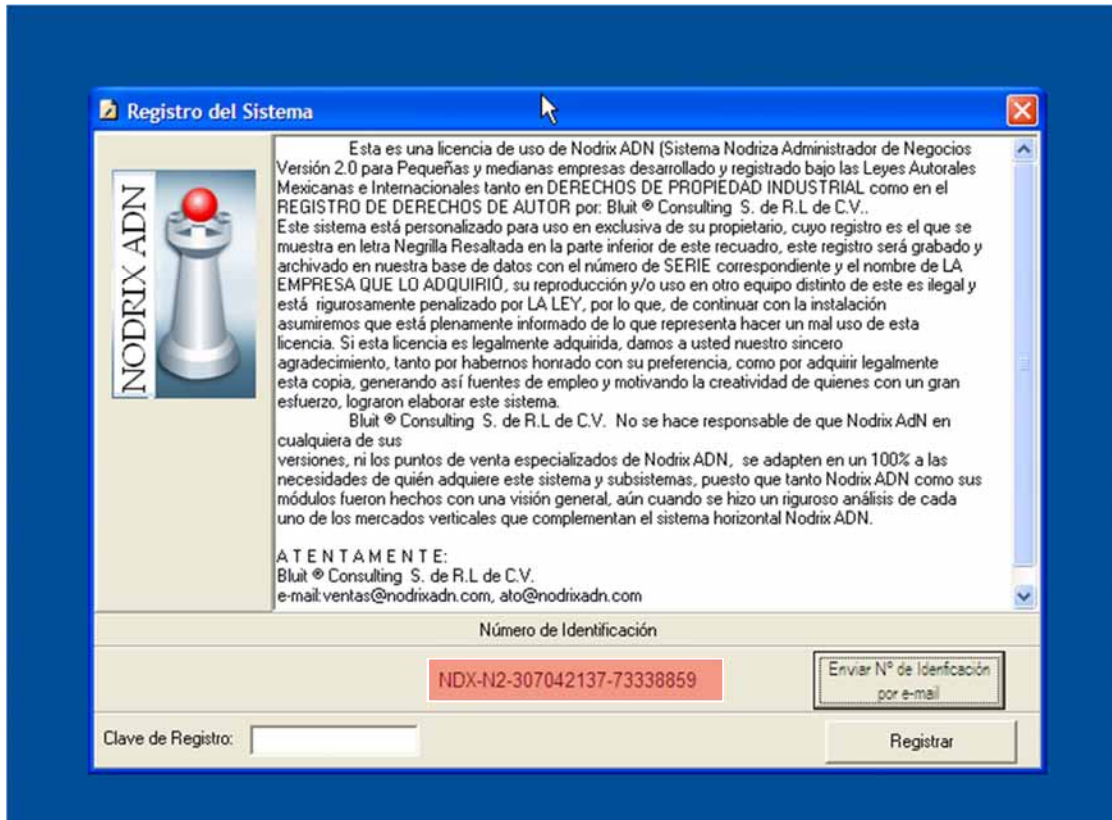 Registro del Sistema
NODRIX ADN
Esta es una licencia de uso de Nodrix ADN (Sistema Nodriza Administrador de Negocios
Versión 2.0 para Pequeñas y medianas empresas desarrollado y registrado bajo las Leyes Autorales
Mexicanas e Internacionales tanto en DERECHOS DE PROPIEDAD INDUSTRIAL como en el
REGISTRO DE DERECHOS DE AUTOR por: Bluit ® Consulting S. de R.L de C.V..
Este sistema está personalizado para uso en exclusiva de su propietario, cuyo registro es el que se
muestra en letra Negrilla Resaltada en la parte inferior de este recuadro, este registro será grabado y
archivado en nuestra base de datos con el número de SERIE correspondiente y el nombre de LA
EMPRESA QUE LO ADQUIRIÓ, su reproducción y/o uso en otro equipo distinto de este es ilegal y
está rigurosamente penalizado por LA LEY, por lo que, de continuar con la instalación
asumiremos que está plenamente informado de lo que representa hacer un mal uso de esta
licencia. Si esta licencia es legalmente adquirida, damos a usted nuestro sincero
agradecimiento, tanto por habernos honrado con su preferencia, como por adquirir legalmente
esta copia, generando así fuentes de empleo y motivando la creatividad de quienes con un gran
esfuerzo, lograron elaborar este sistema.
Bluit ® Consulting S. de R.L de C.V. No se hace responsable de que Nodrix AdN en
cualquiera de sus
versiones, ni los puntos de venta especializados de Nodrix ADN, se adapten en un 100% a las
necesidades de quién adquiere este sistema y subsistemas, puesto que tanto Nodrix ADN como sus
módulos fueron hechos con una visión general, aún cuando se hizo un riguroso análisis de cada
uno de los mercados verticales que complementan el sistema horizontal Nodrix ADN.
A T E N T A M E N T E:
Bluit ® Consulting S. de R.L de C.V.
e-mail:ventas@nodrixadn.com, ato@nodrixadn.com
Número de Identificación
NDX-N2-307042137-73338859
Enviar Nº de Idenficación
por e-mail
Clave de Registro:
Registrar